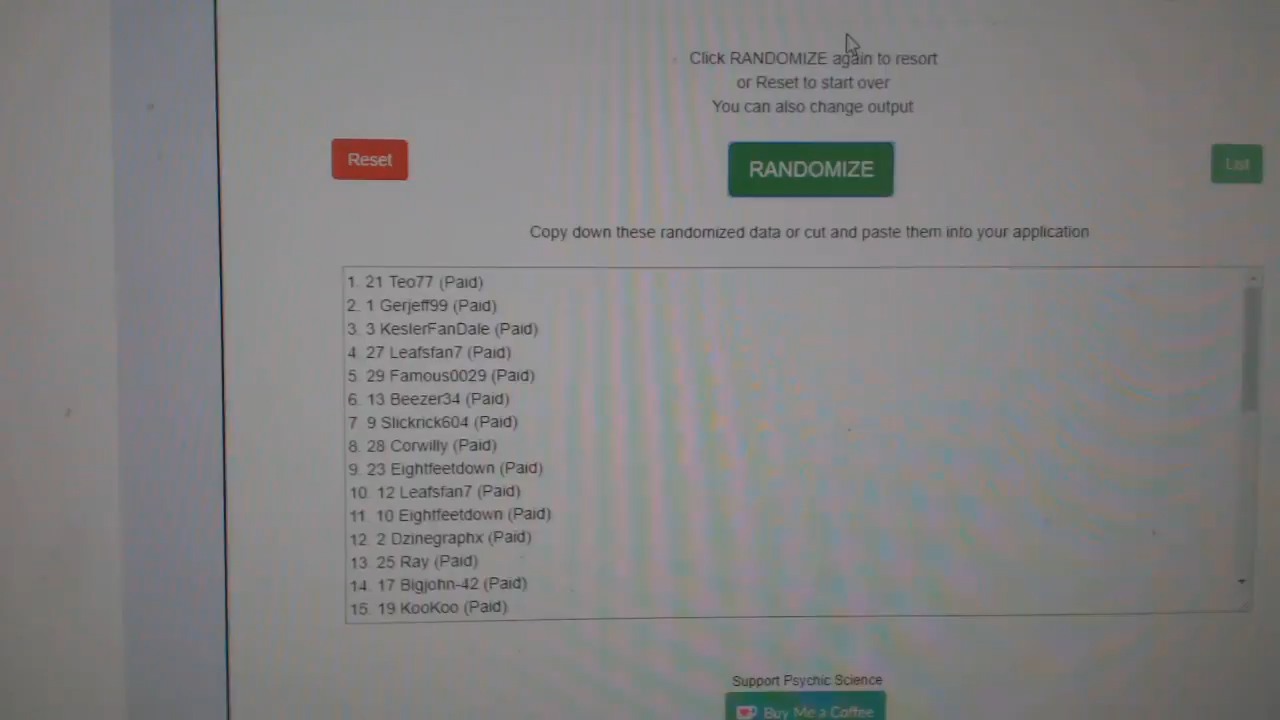 Click RANDOMIZE again to resort
or Reset to start over
You can also change output
Reset
RANDOMIZE
List
Copy down these randomized data or cut and paste them into your application
1. 21 Teo77 (Paid)
2. 1 Gerjeff99 (Paid)
3. 3 KeslerFanDale (Paid)
4. 27 Leafsfan7 (Paid)
5. 29 Famous0029 (Paid)
6. 13 Beezer34 (Paid)
7. 9 Slickrick604 (Paid)
8. 28 Corwilly (Paid)
9. 23 Eightfeetdown (Paid)
10. 12 Leafsfan7 (Paid)
11. 10 Eightfeetdown (Paid)
12. 2 Dzinegraphx (Paid)
13. 25 Ray (Paid)
14. 17 Bigjohn-42 (Paid)
15. 19 KooKoo (Paid)
Support Psychic Science
Buy Me a Coffee